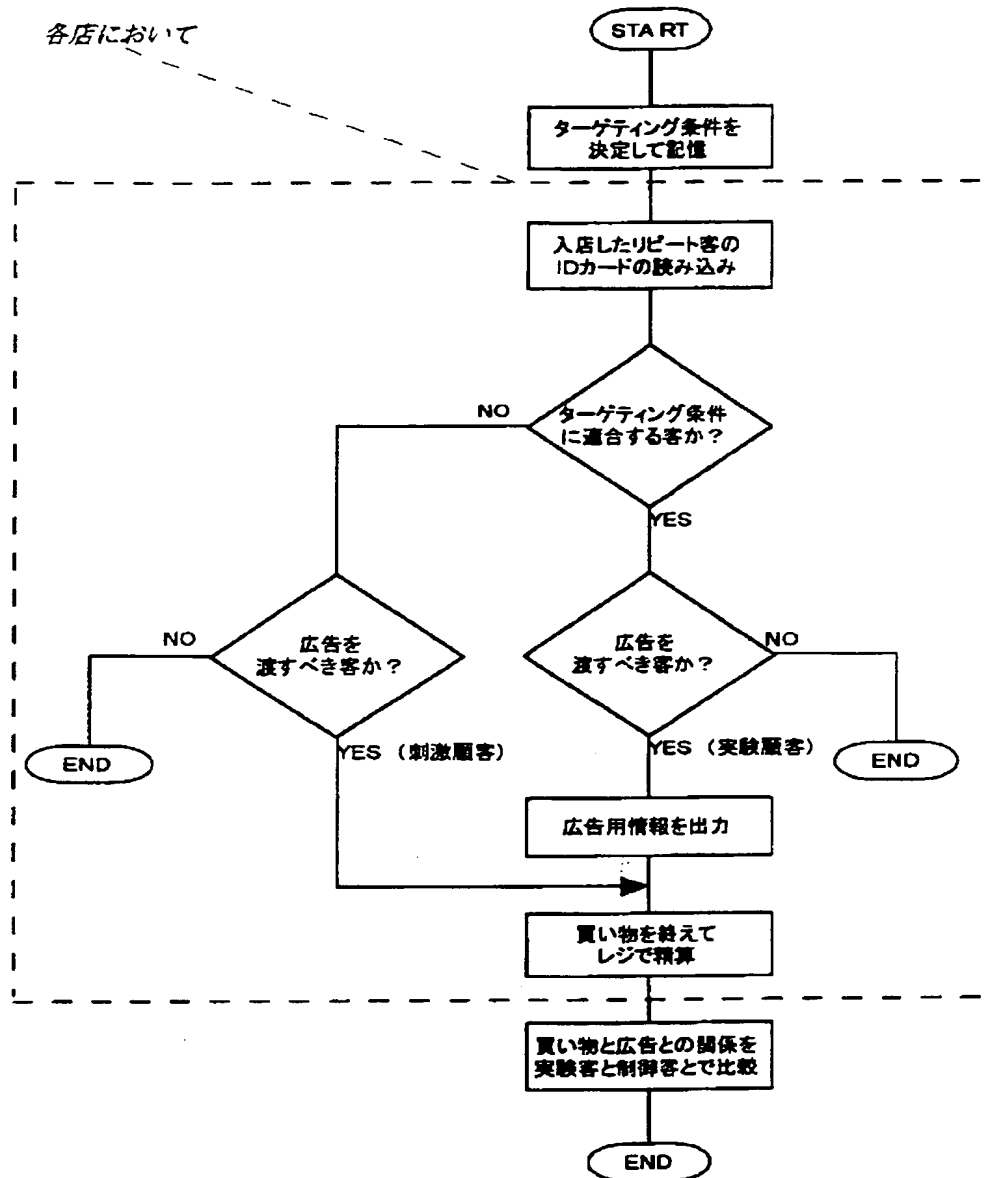 各店において
START
ターゲティング条件を
決定して記憶
入店したリピート客の
IDカードの読み込み
NO
ターゲティング条件
に適合する客か？
YES
NO
広告を
渡すべき客か？
広告を
渡すべき客か？
NO
END
YES（刺激顧客）
YES（実験顧客）
END
広告用情報を出力
買い物を終えて
レジで精算
買い物と広告との関係を
実験客と制御客とで比較
END